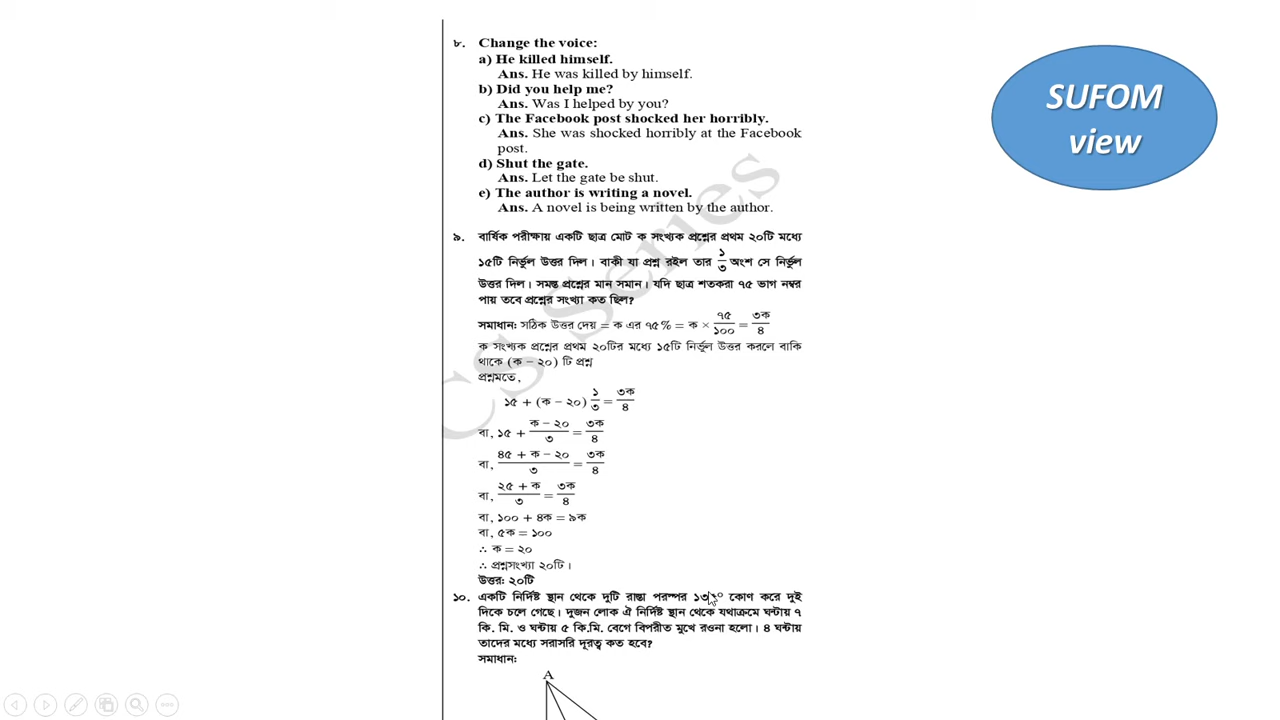 ৮. Change the voice:
a) He killed himself.
Ans. He was killed by himself.
b) Did you help me?
Ans. Was I helped by you?
c) The Facebook post shocked her horribly.
Ans. She was shocked horribly at the Facebook
post.
d) Shut the gate.
Ans. Let the gate be shut.
e) The author is writing a novel.
Ans. A novel is being written by the author.
৯. বার্ষিক পরীক্ষায় একটি ছাত্র মোট ক সংখ্যক প্রশ্নের প্রথম ২০টি মধ্যে
১৫টি নির্ভুল উত্তর দিল। বাকী যা প্রশ্ন রইল তার ১/৩ অংশ সে নির্ভুল
উত্তর দিল। সমস্ত প্রশ্নের মান সমান। যদি ছাত্র শতকরা ৭৫ ভাগ নম্বর
পায় তবে প্রশ্নের সংখ্যা কত ছিল?
সমাধান: সঠিক উত্তর দেয় = ক এর ৭৫% = ক × ৭৫/১০০ = ৩ক/৪
ক সংখ্যক প্রশ্নের প্রথম ২০টির মধ্যে ১৫টি নির্ভুল উত্তর করলে বাকি
থাকে (ক – ২০) টি প্রশ্ন
প্রশ্নমতে,
১৫ + (ক – ২০) ১/৩ = ৩ক/৪
বা, ১৫ + ক – ২০/৩ = ৩ক/৪
বা, ৪৫ + ক – ২০/৩ = ৩ক/৪
বা, ২৫ + ক/৩ = ৩ক/৪
বা, ১০০ + ৪ক = ৯ক
বা, ৫ক = ১০০
∴ ক = ২০
∴ প্রশ্নসংখ্যা ২০টি।
উত্তর: ২০টি
১০. একটি নির্দিষ্ট স্থান থেকে দুটি রাস্তা পরস্পর কোণ করে দুই
দিকে চলে গেছে। দুজন লোক ঐ নির্দিষ্ট স্থান থেকে যথাক্রমে ঘন্টায় ৭
কি. মি. ও ঘন্টায় ৫ কি.মি. বেগে বিপরীত মুখে রওনা হলো। ৪ ঘন্টায়
তাদের মধ্যে সরাসরি দূরত্ব কত হবে?
সমাধান:
A
CS Series
SUFOM
view